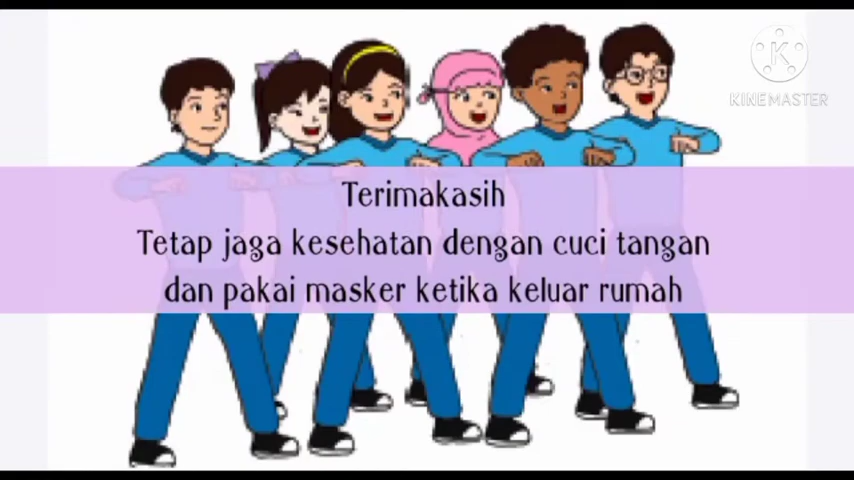 KINEMASTER
Terimakasih
Tetap jaga kesehatan dengan cuci tangan
dan pakai masker ketika keluar rumah